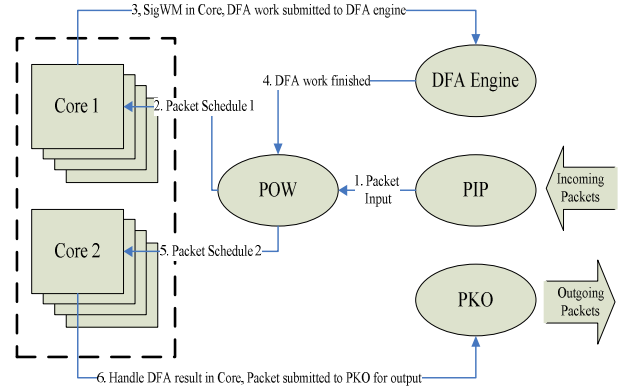 3, SigWM in Core, DFA work submitted to DFA engine
4. DFA work finished
DFA Engine
Core 1
2. Packet Schedule 1
POW
1. Packet
Input
PIP
Incoming
Packets
Core 2
5. Packet Schedule 2
PKO
Outgoing
Packets
6. Handle DFA result in Core, Packet submitted to PKO for output